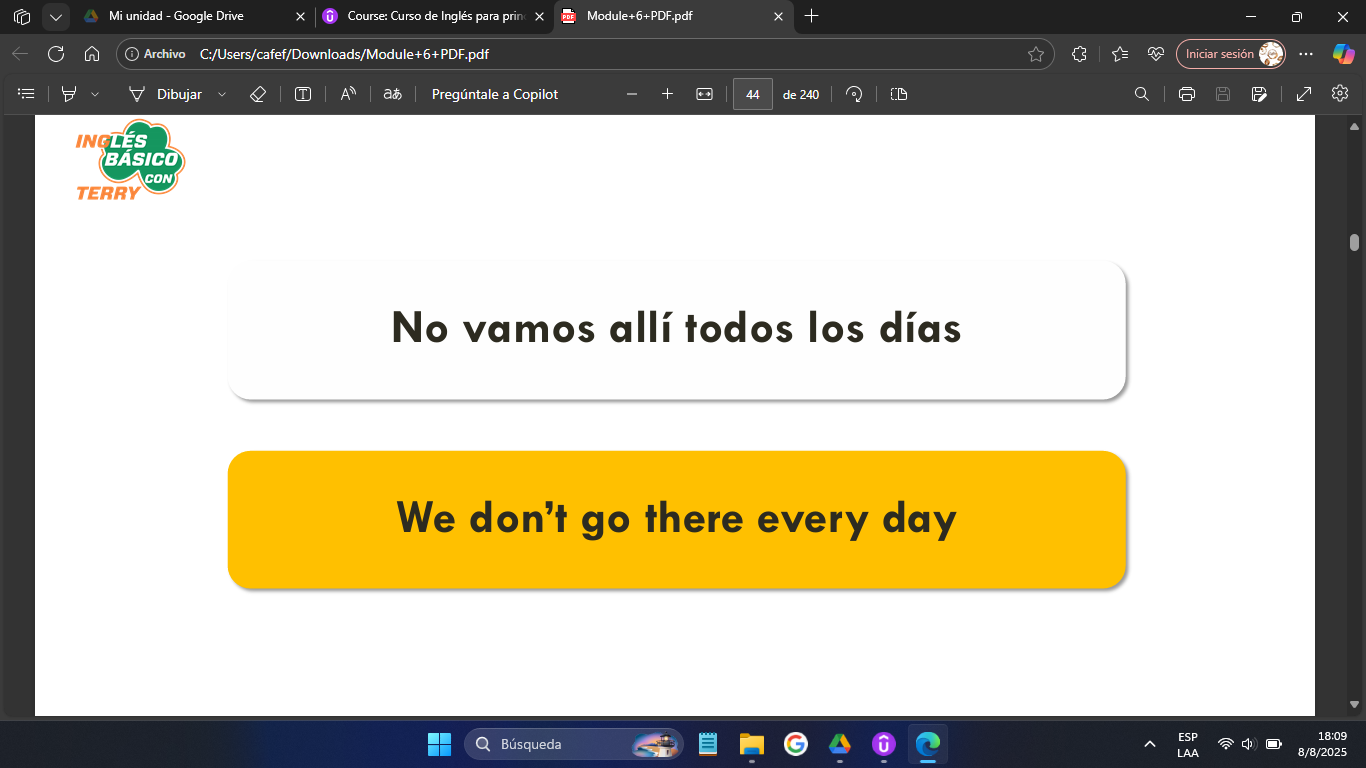 Mi unidad - Google Drive
Course: Curso de Inglés para prin
Module+6+PDF.pdf
Archivo
C:/Users/cafef/Downloads/Module+6+PDF.pdf
Iniciar sesión
Dibujar
Pregúntale a Copilot
44
de 240
INGLÉS
BÁSICO
CON
TERRY
No vamos allí todos los días
We don't go there every day
Búsqueda
ESP
LAA
18:09
8/8/2025